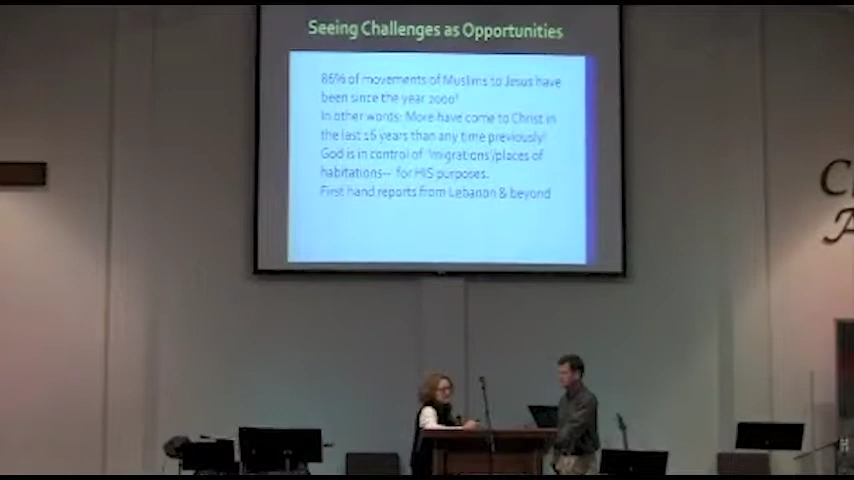 Seeing Challenges as Opportunities
86% of movements of Muslims to Jesus have
been since the year 2000!
In other words: More have come to Christ in
the last 16 years than any time previously!
God is in control of 'migrations'/places of
habitations-- for HIS purposes.
First hand reports from Lebanon & beyond